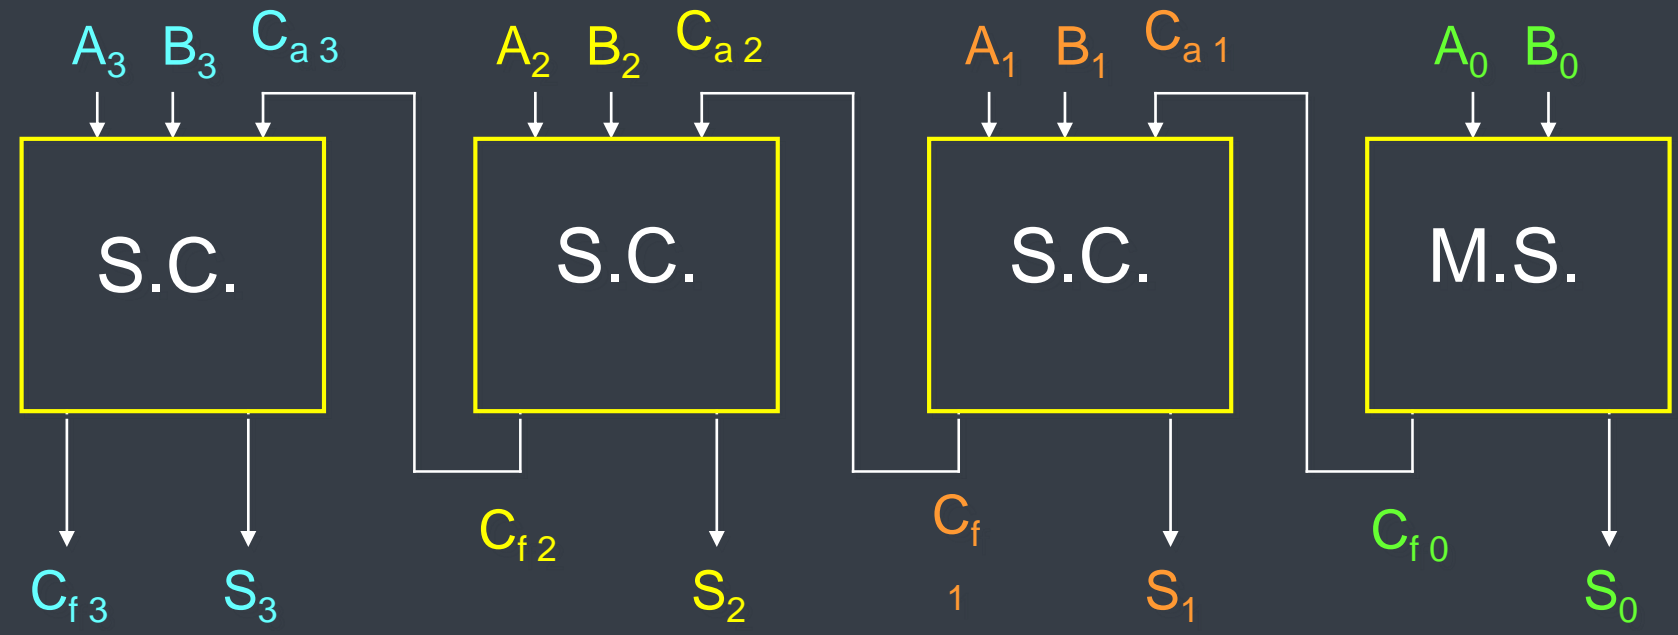 A3 B3 Ca 3 A2 B2 Ca 2 A1 B1 Ca 1 A0 B0
S.C. S.C. S.C. M.S.
Cf 2 Cf 1 Cf 0
Cf 3 S3 S2 S1 S0